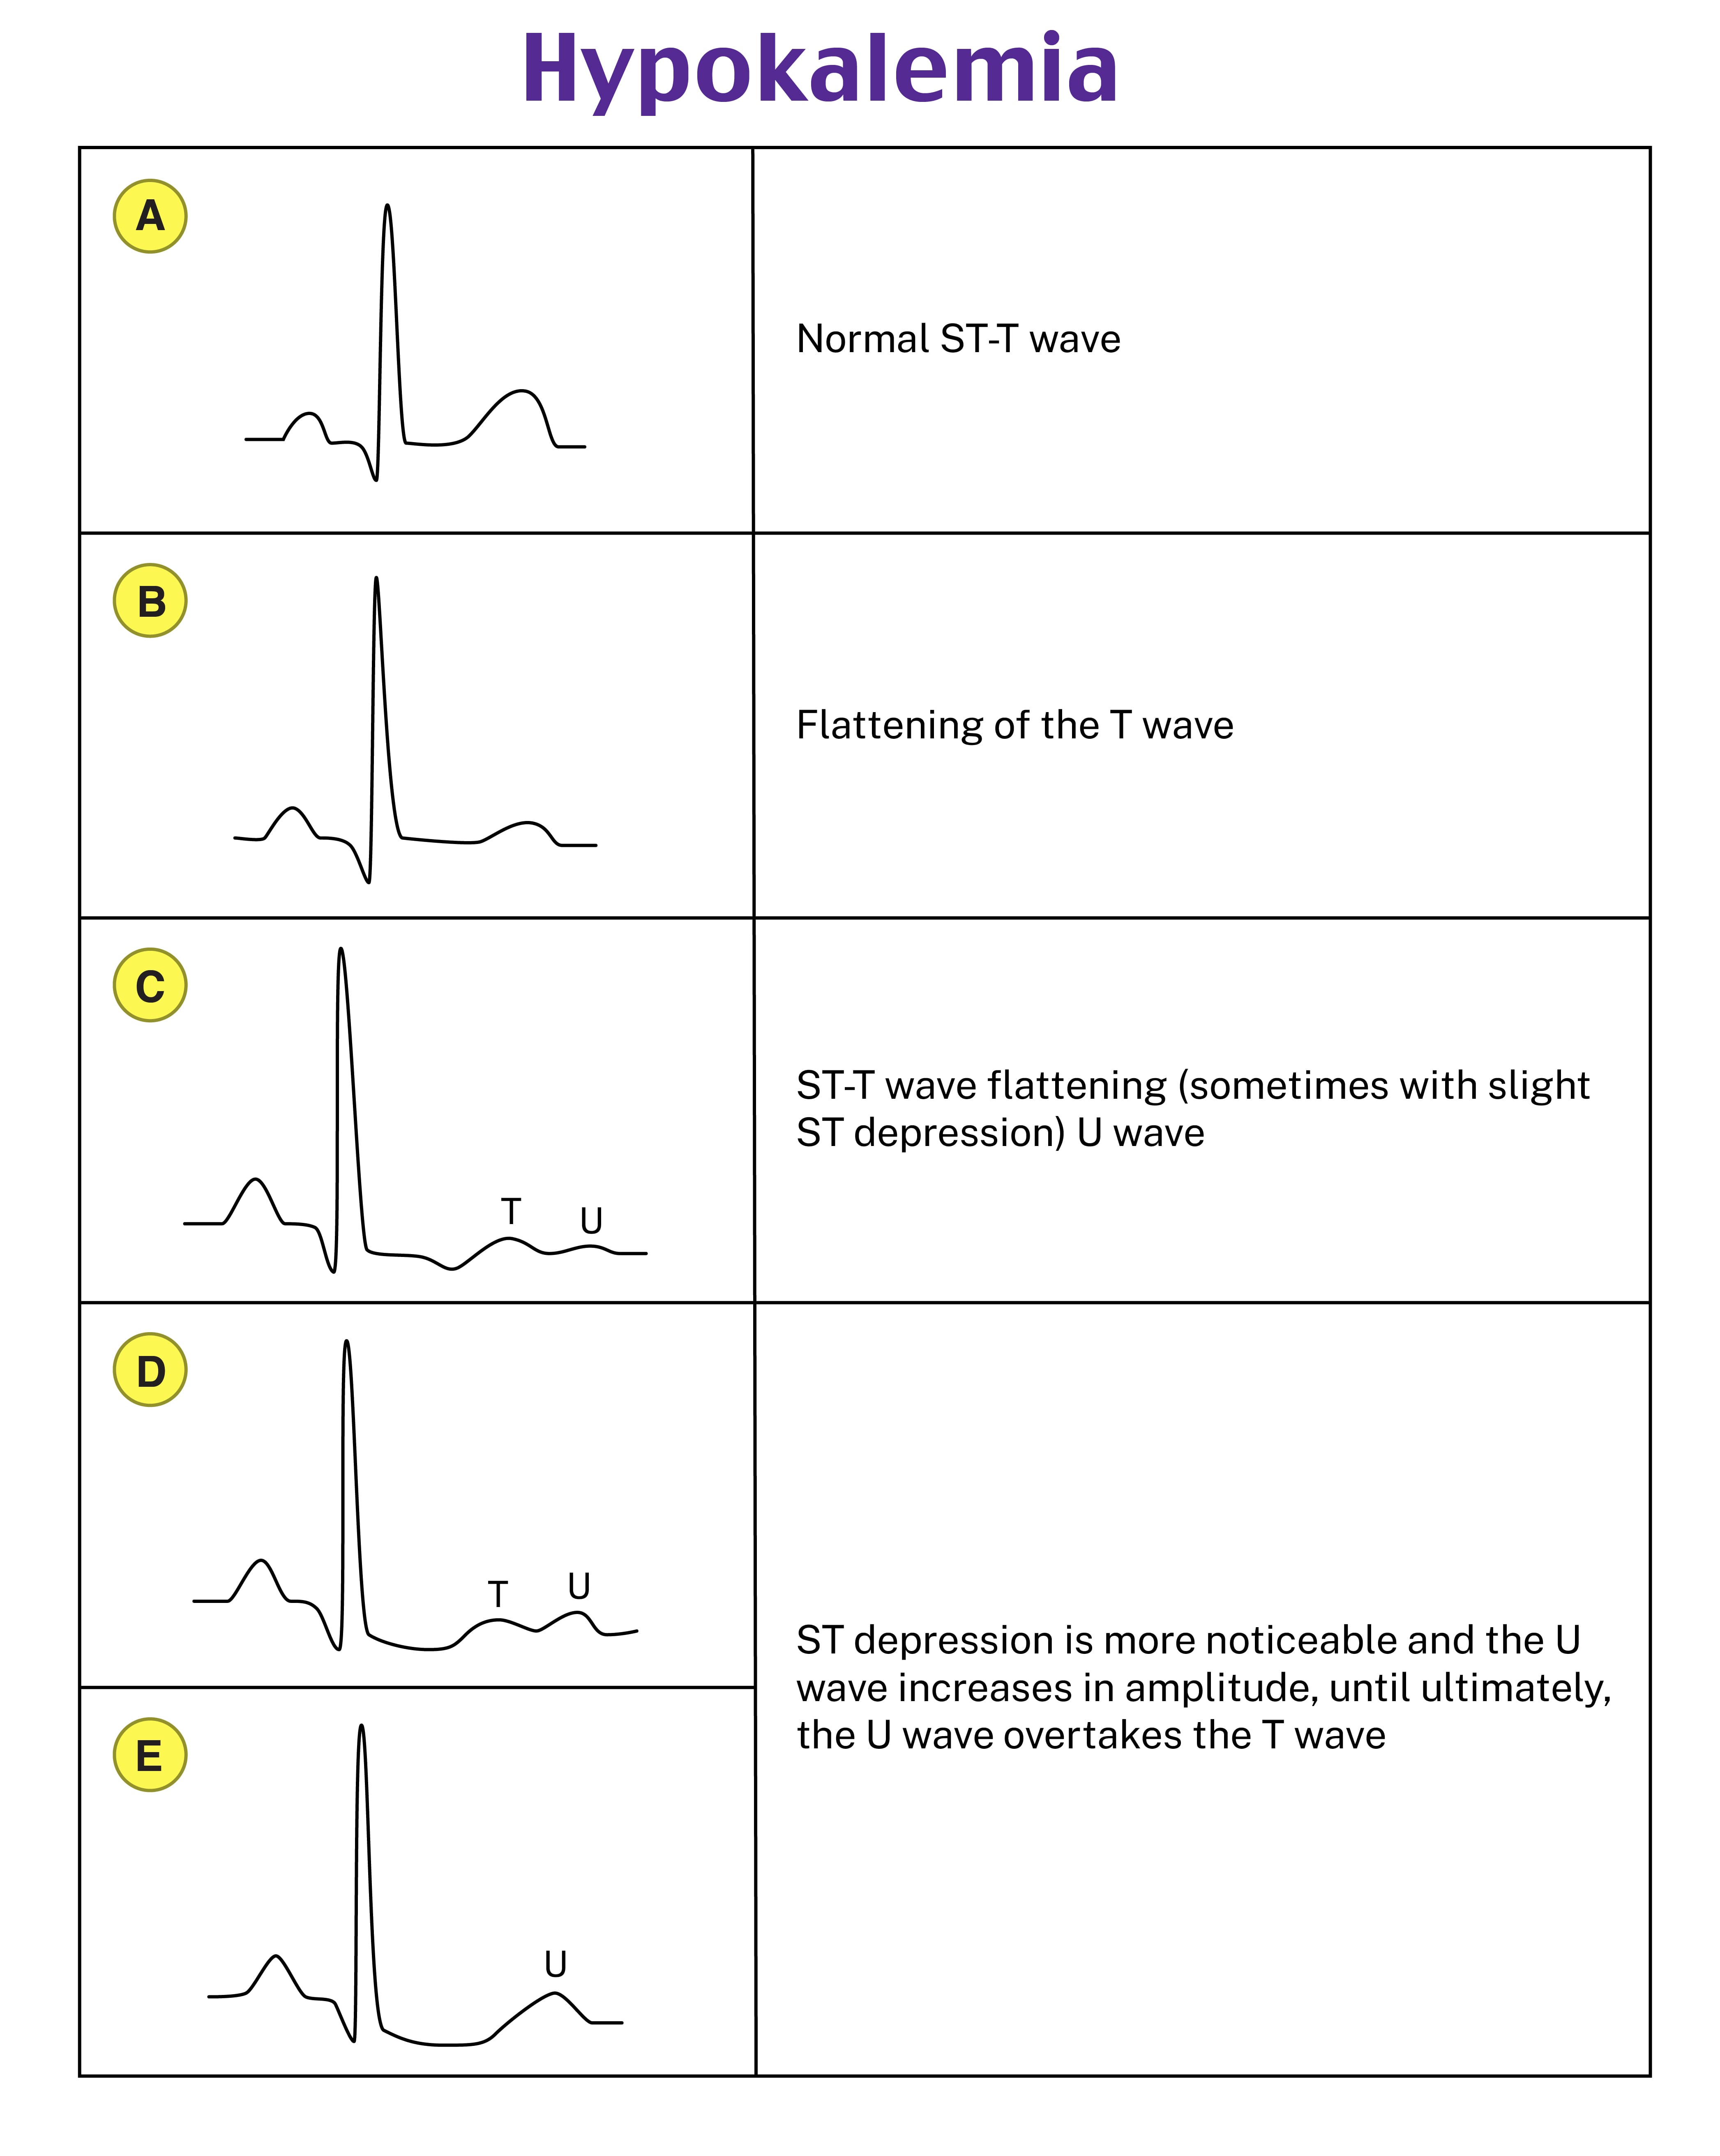 Hypokalemia
A
Normal ST-T wave
B
Flattening of the T wave
C
ST-T wave flattening (sometimes with slight
ST depression) U wave
T
U
D
T
U
ST depression is more noticeable and the U
wave increases in amplitude, until ultimately,
the U wave overtakes the T wave
E
U